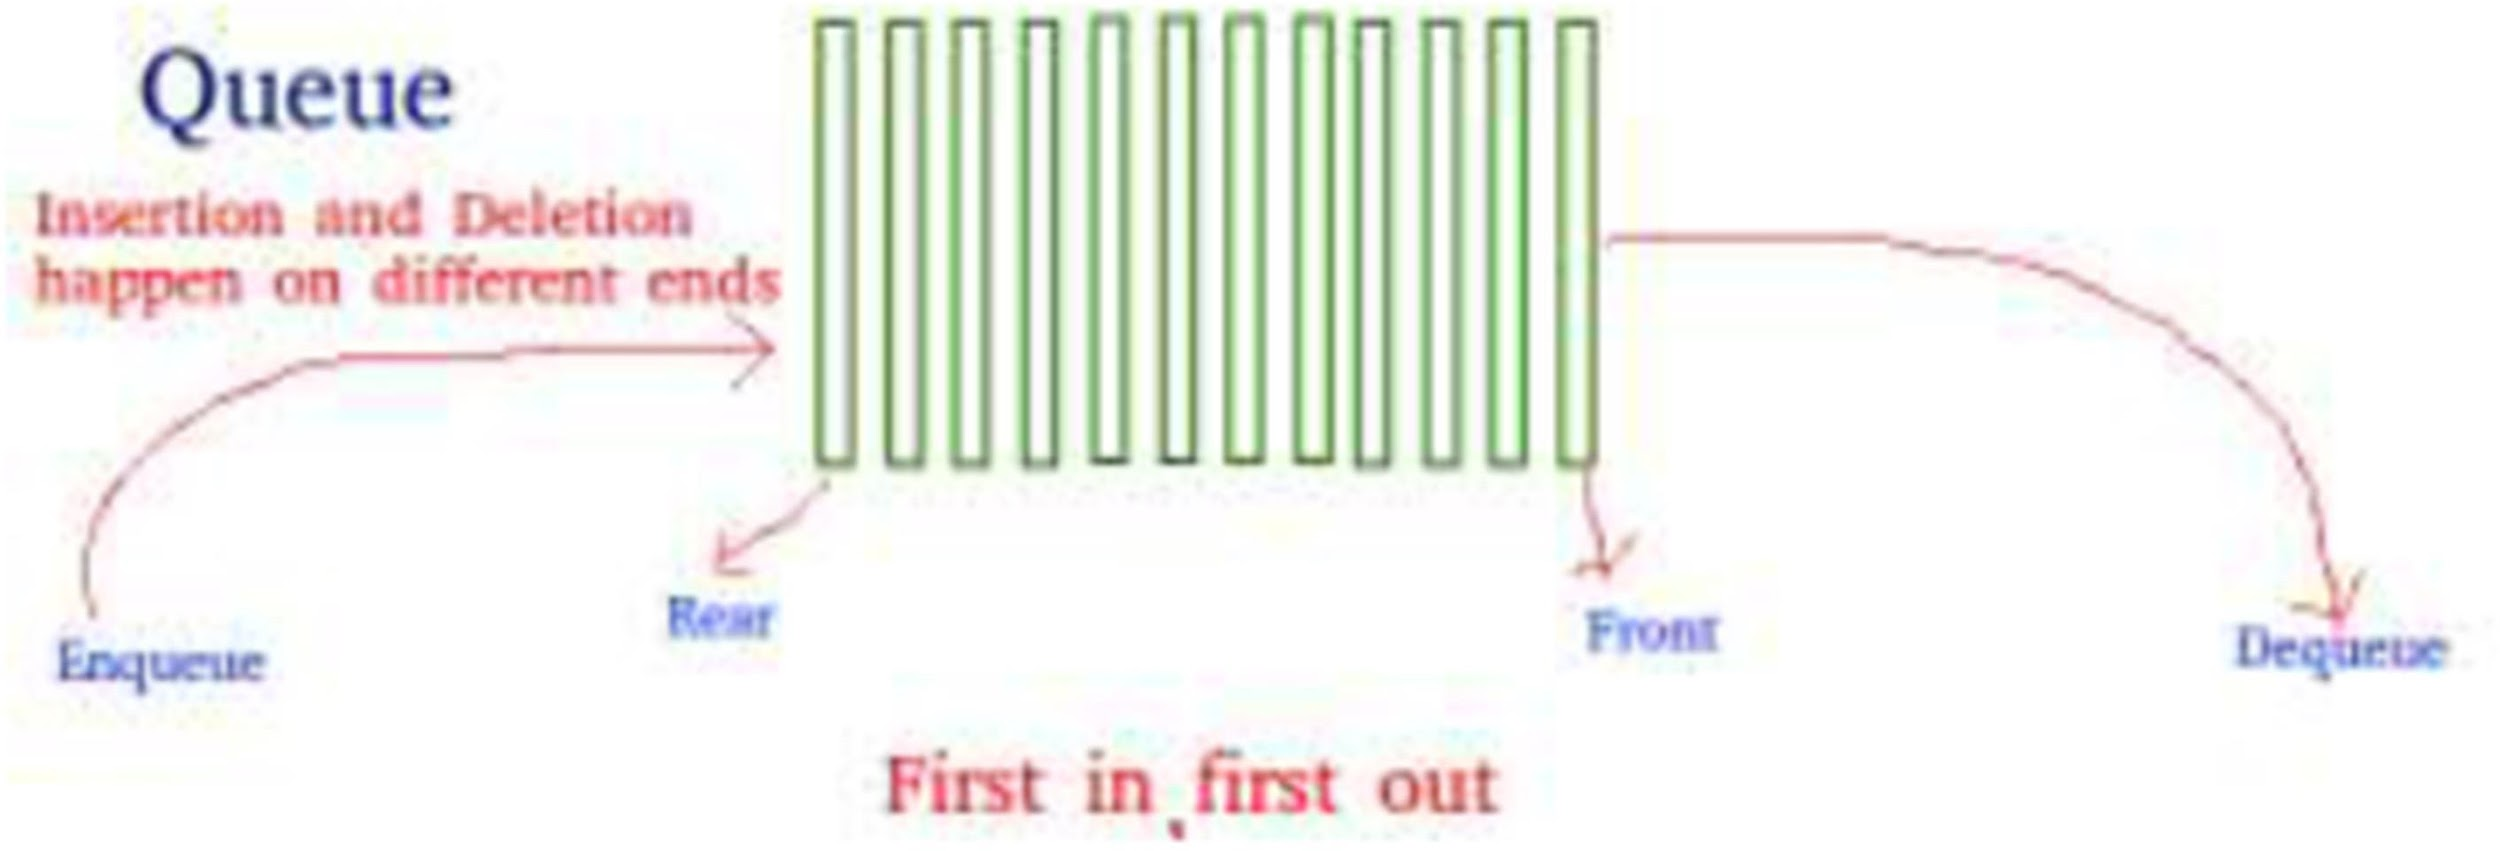 Queue
Insertion and Deletion
happen on different ends
Rear
Front
Enqueue
Dequeue
First in, first out